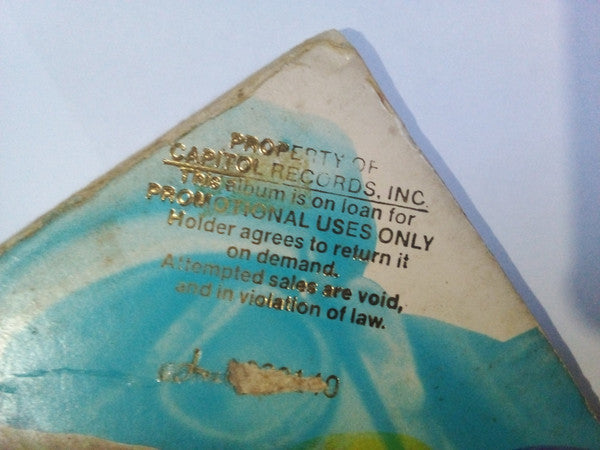 PROPERTY OF
CAPITOL RECORDS, INC.
This album is on loan for
PROMOTIONAL USES ONLY
Holder agrees to return it
on demand.
Attempted sales are void,
and in violation of law.